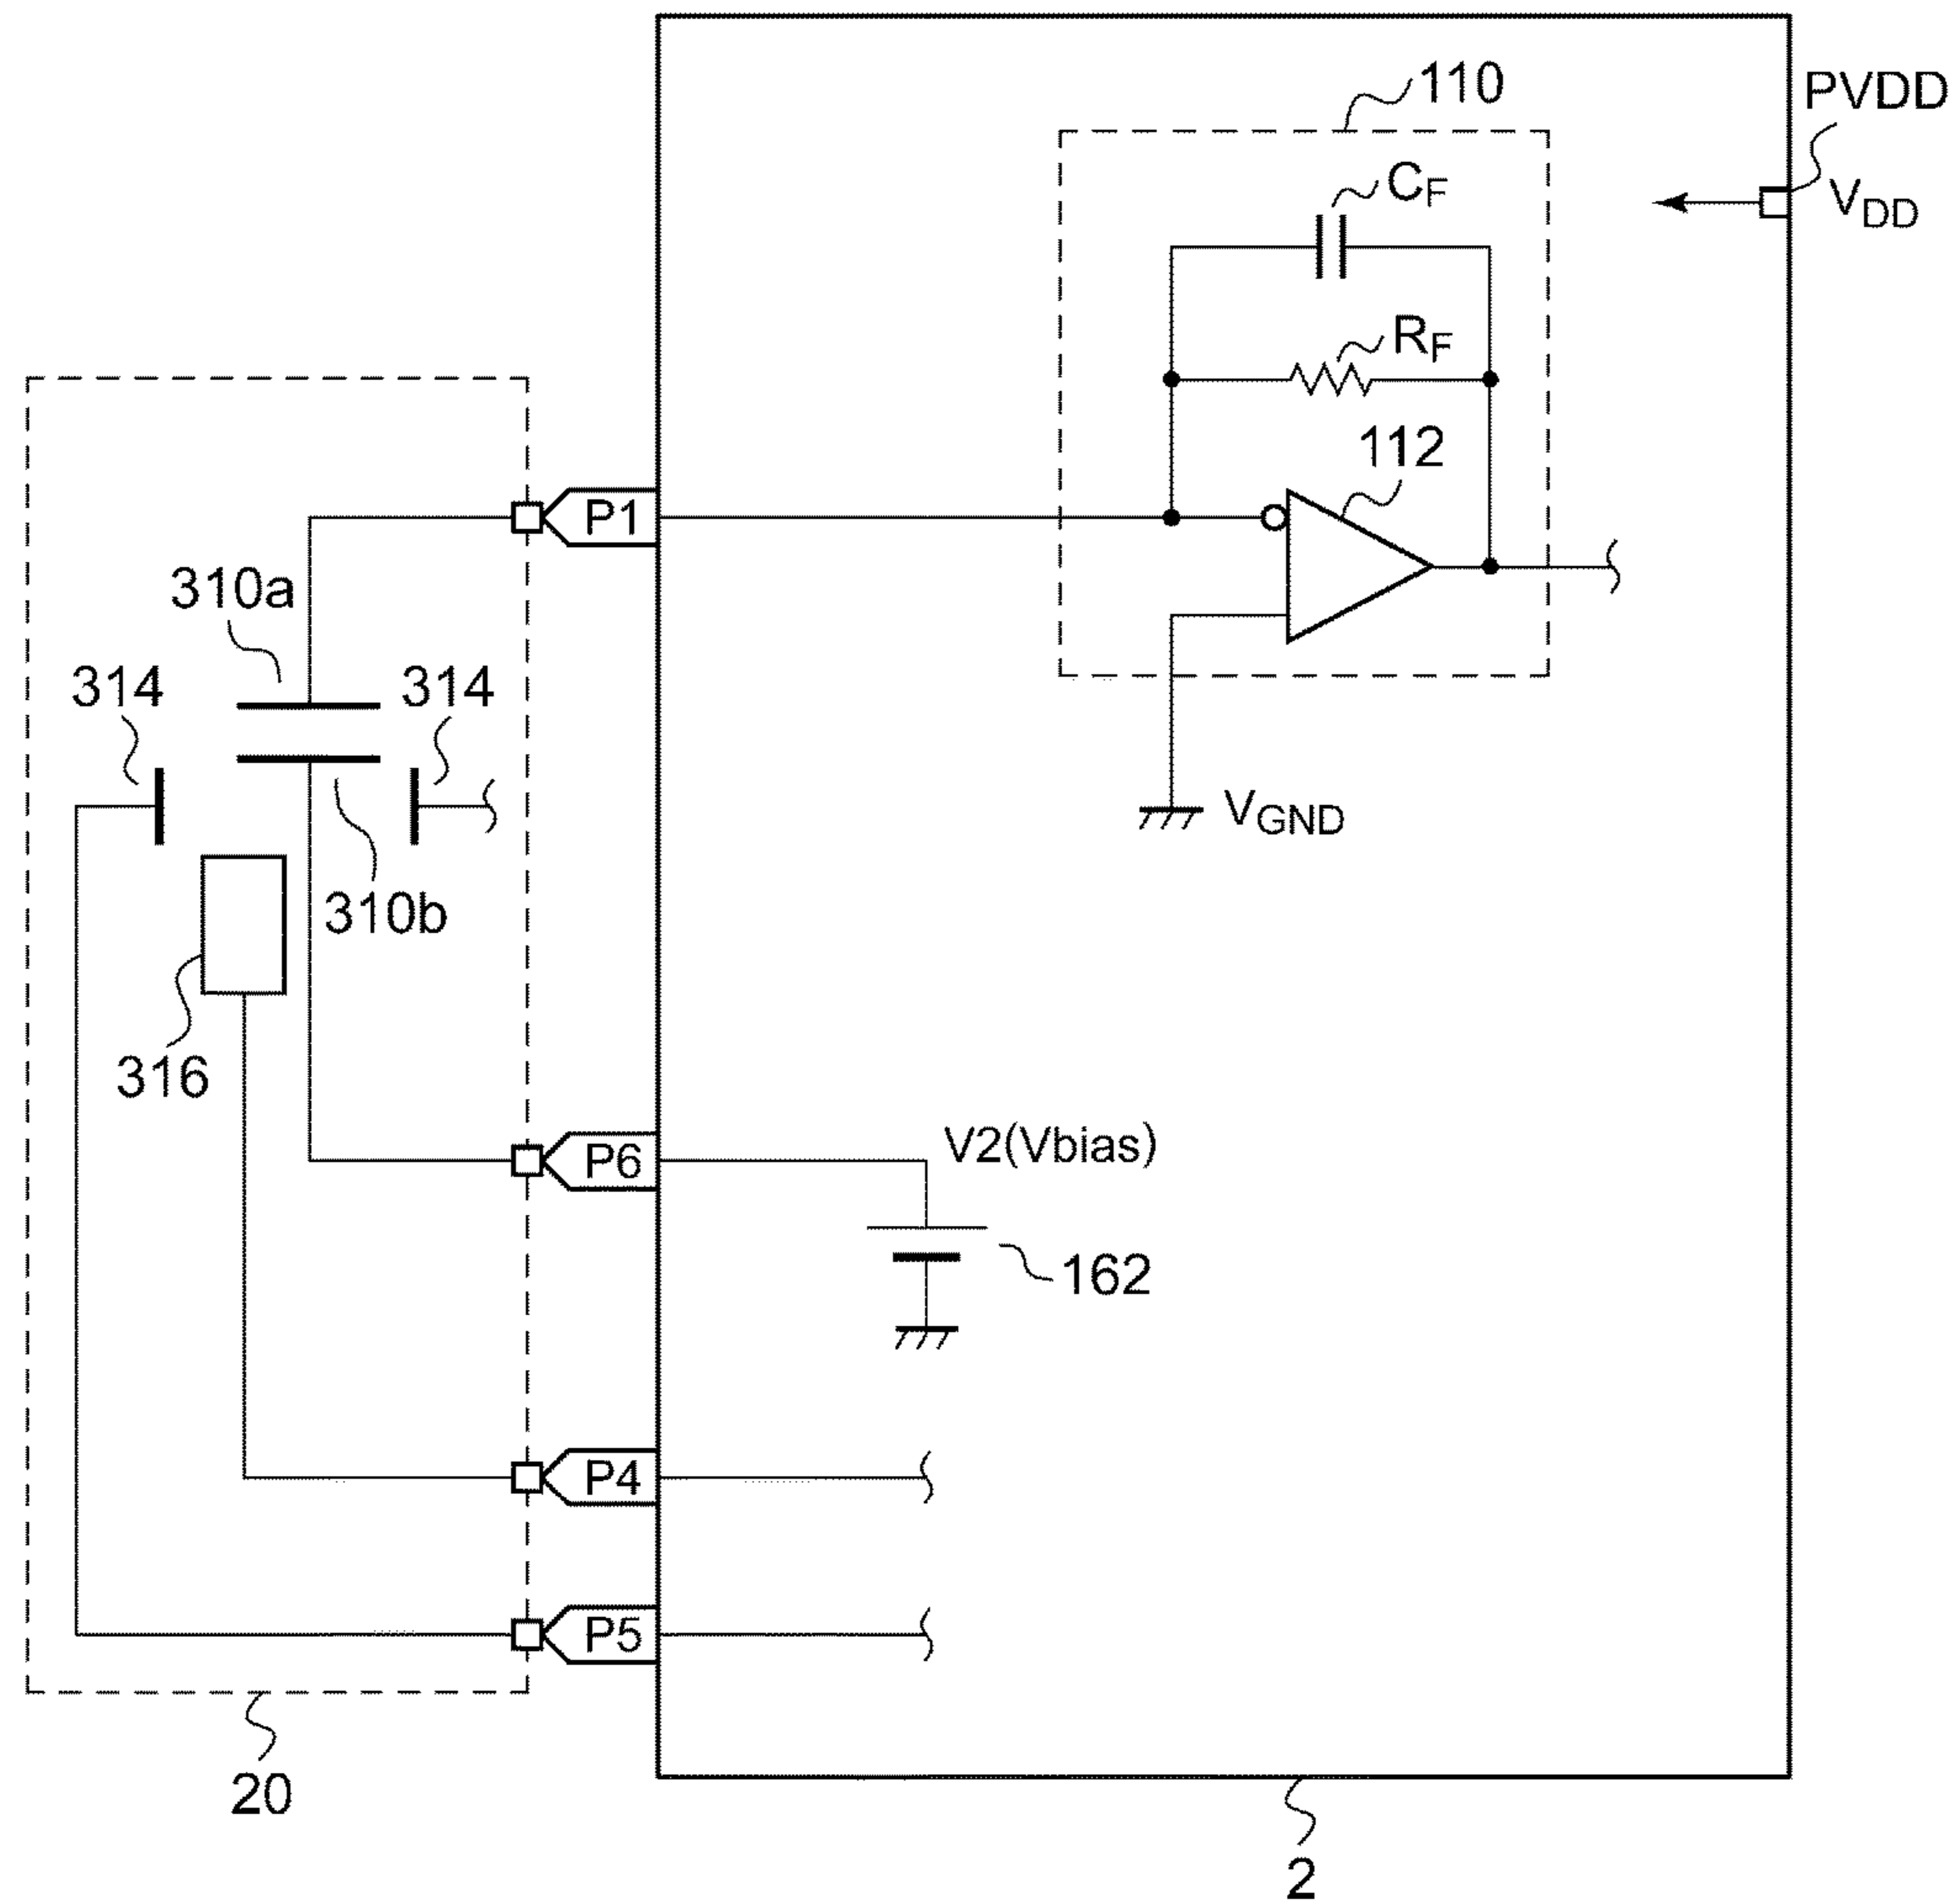 110
PVDD
CF
VDD
RF
112
P1
310a
314
314
VGND
310b
316
V2(Vbias)
P6
162
P4
P5
20
2